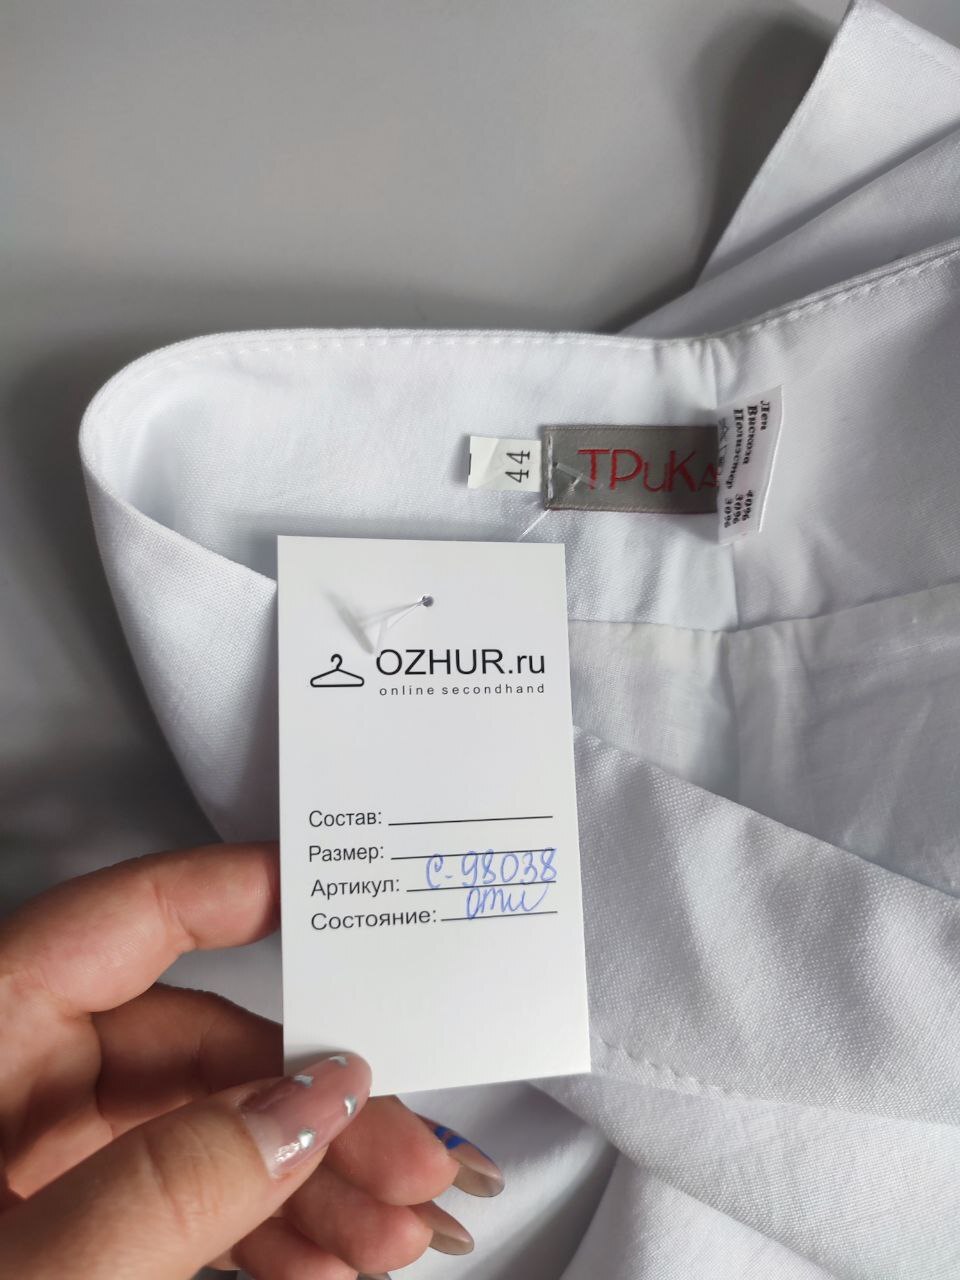 Лен 40%
Вискоза 30%
Полиэстер 30%
44
ТРиКА
OZHUR.ru
online secondhand
Состав:
Размер:
Артикул: С-98038
Состояние: отл